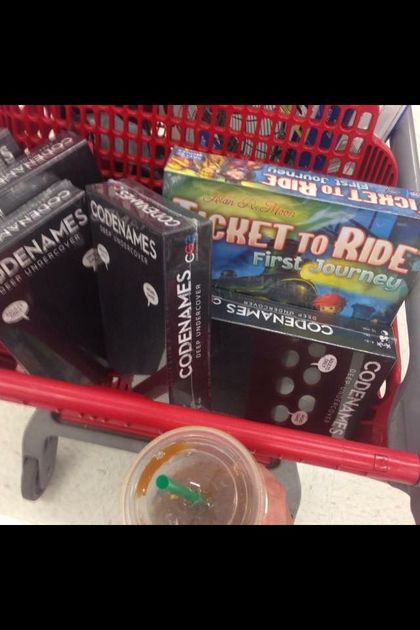 CODENAMES
CODENAMES
DEEP UNDERCOVER
CODENAMES
DEEP UNDERCOVER
CODENAMES
DEEP UNDERCOVER
TICKET TO RIDE
First Journey
Alan R. Moon
TICKET TO RIDE
First Journey
CODENAMES
DEEP UNDERCOVER
CODENAMES
DEEP UNDERCOVER